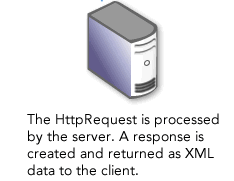 The HttpRequest is processed
by the server. A response is
created and returned as XML
data to the client.